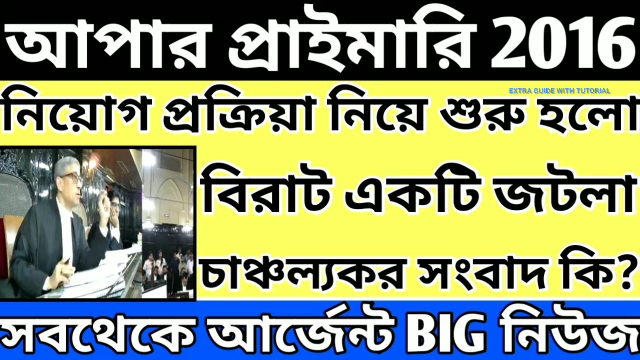 আপার প্রাইমারি 2016
EXTRA GUIDE WITH TUTORIAL
নিয়োগ প্রক্রিয়া নিয়ে শুরু হলো
বিরাট একটি জটলা
চাঞ্চল্যকর সংবাদ কি?
সবথেকে আর্জেন্ট BIG নিউজ